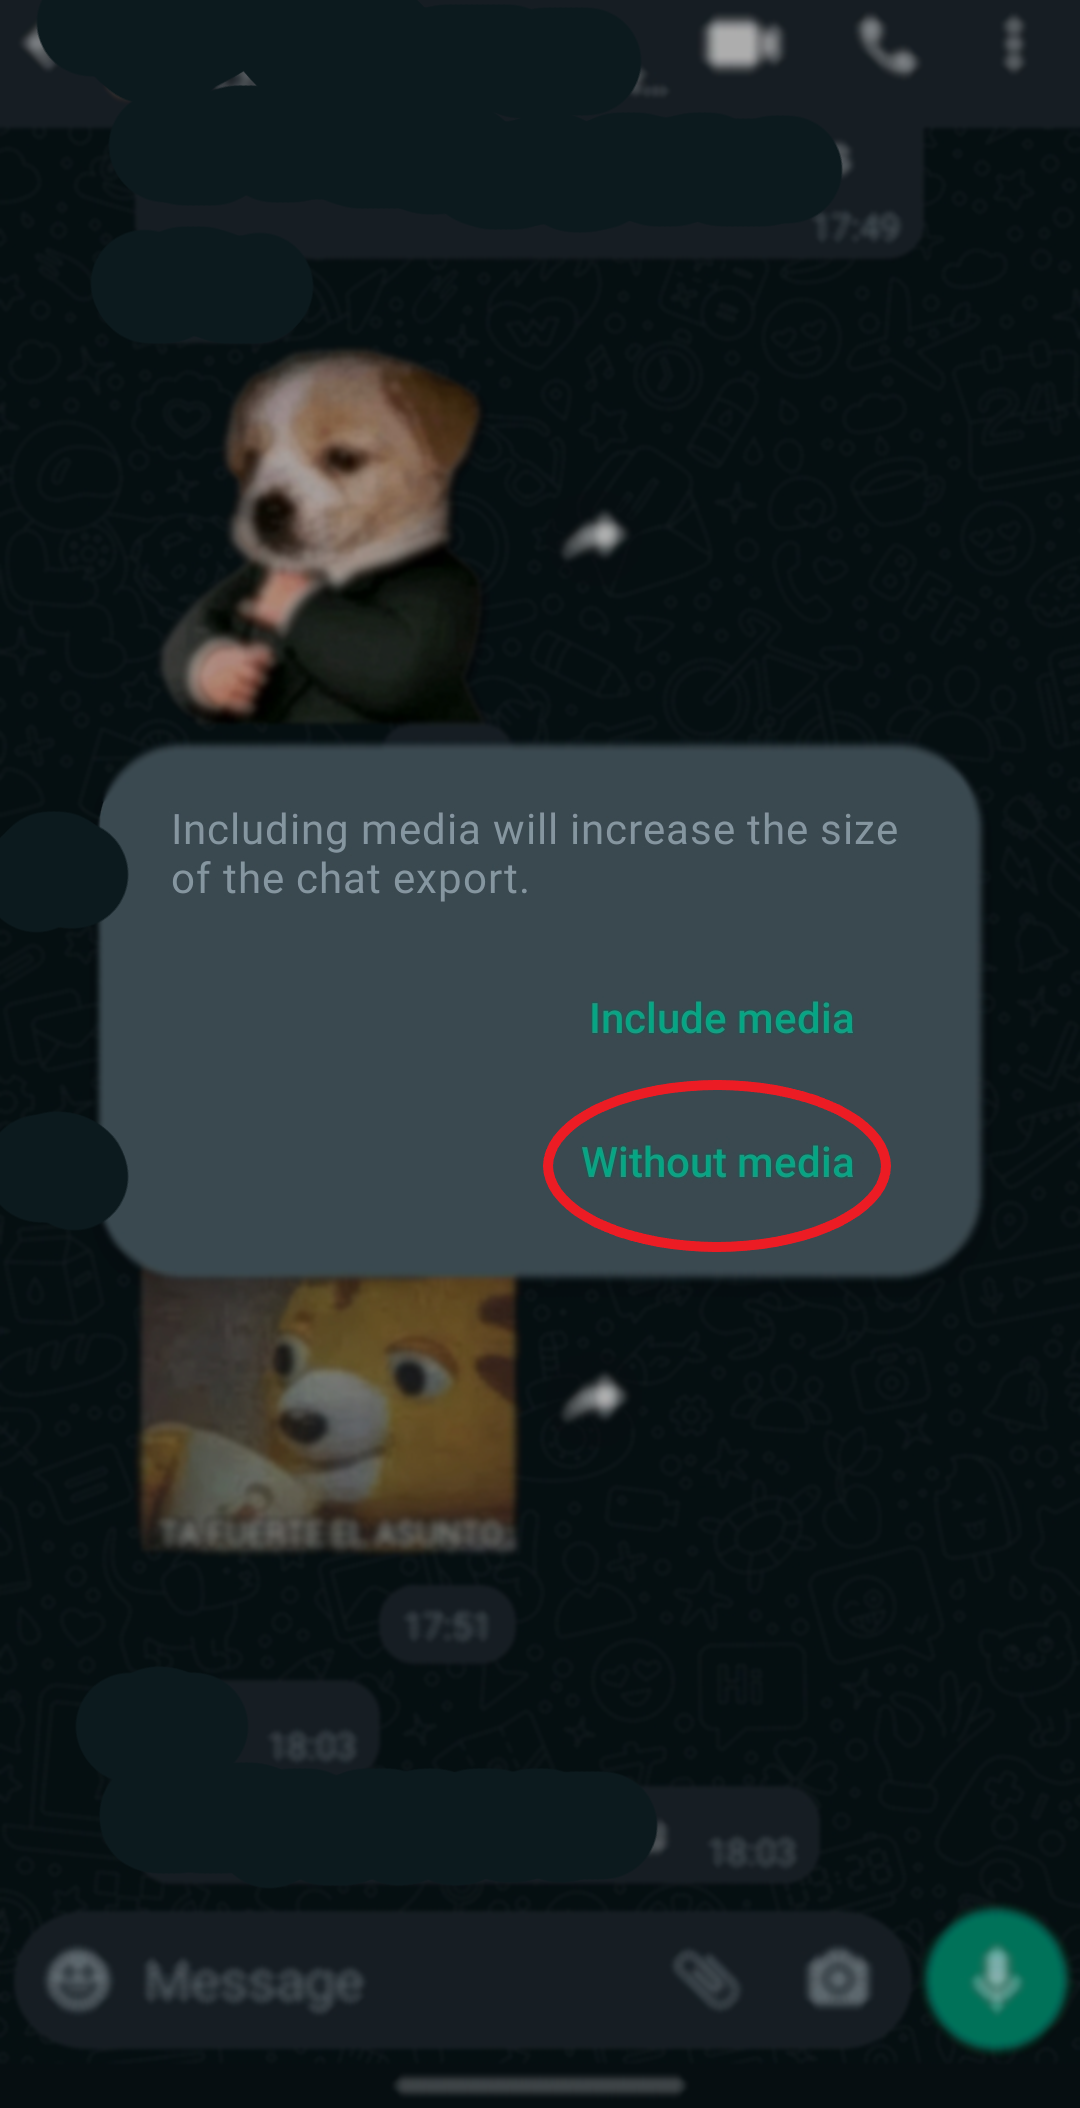 17:49
Including media will increase the size
of the chat export.
Include media
Without media
TA FUERTE EL ASUNTO
17:51
18:03
18:03
Message